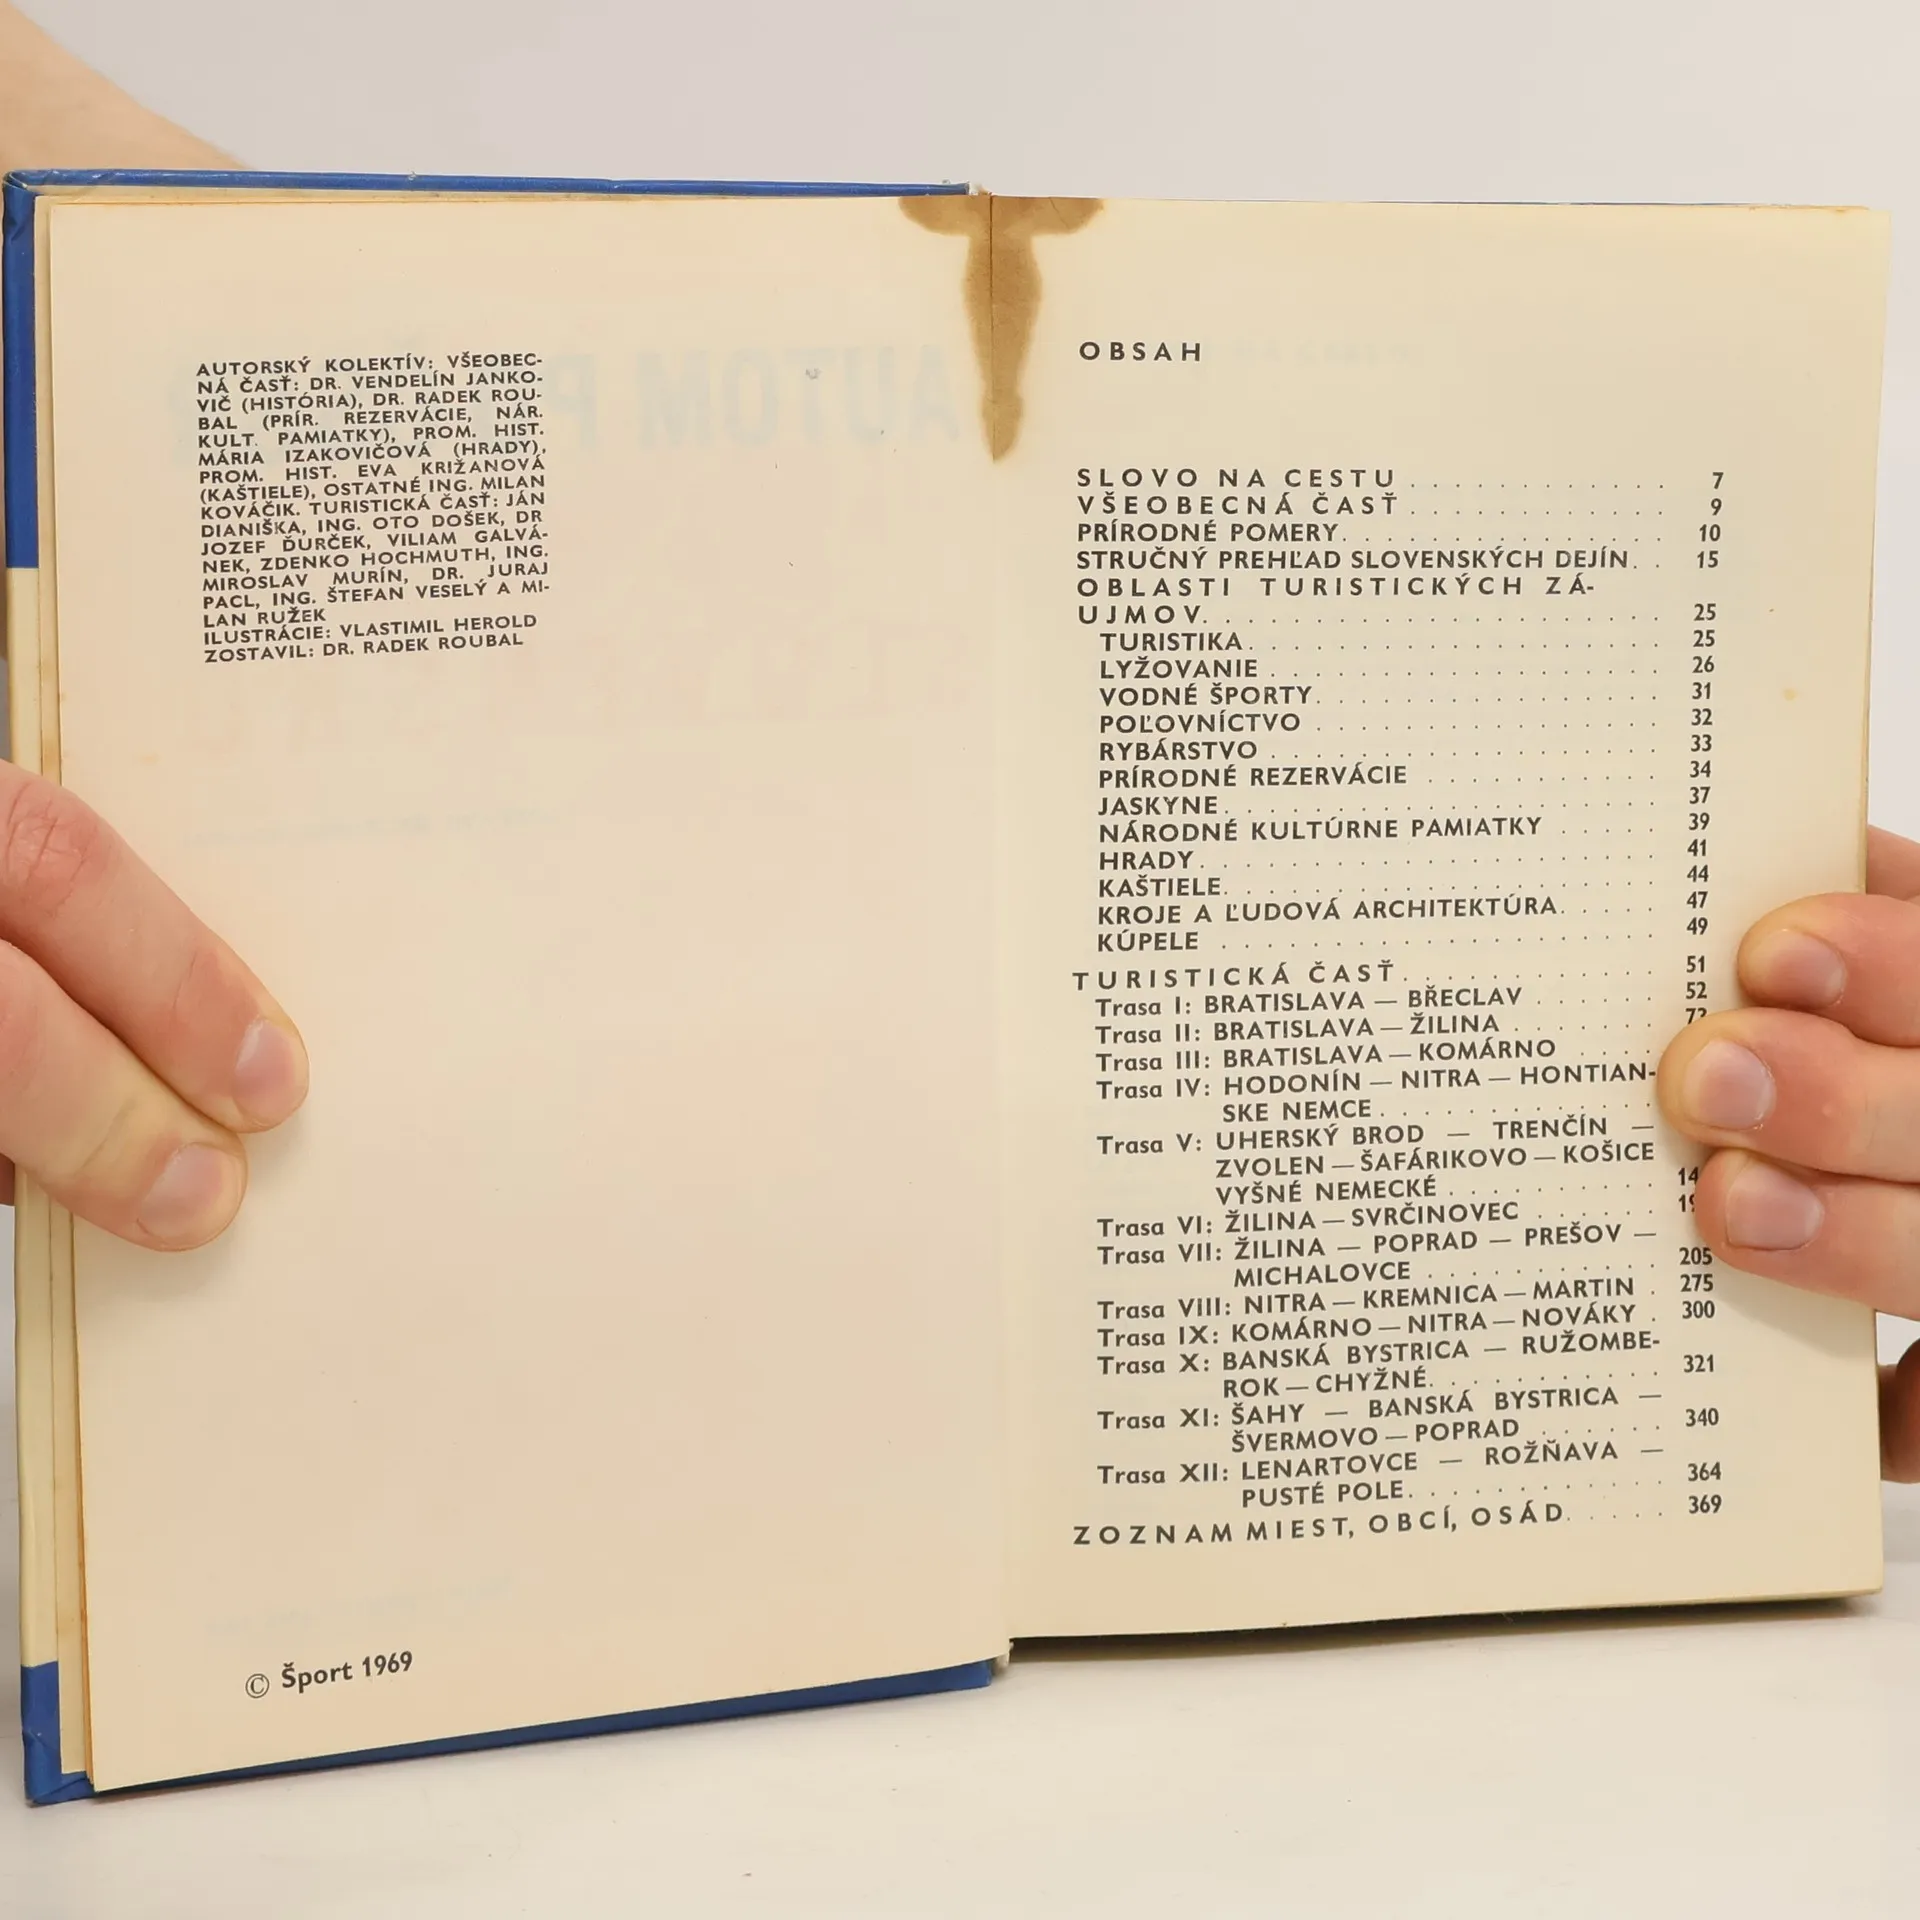 AUTORSKÝ KOLEKTÍV: VŠEOBEC-
NÁ ČASŤ: DR. VENDELÍN JANKO-
VIČ (HISTÓRIA), DR. RADEK ROU-
BAL (PRÍR. REZERVÁCIE, NÁR.
KULT. PAMIATKY), PROM. HIST.
MÁRIA IZAKOVIČOVÁ (HRADY),
PROM. HIST. EVA KRIŽANOVÁ
(KAŠTIELE), OSTATNÉ ING. MILAN
KOVÁČIK. TURISTICKÁ ČASŤ: JÁN
DIANIŠKA, ING. OTO DOŠEK, DR
JOZEF ĎURČEK, VILIAM GALVÁ-
NEK, ZDENKO HOCHMUTH, ING.
MIROSLAV MURÍN, DR. JURAJ
PACL, ING. ŠTEFAN VESELÝ A MI-
LAN RUŽEK
ILUSTRÁCIE: VLASTIMIL HEROLD
ZOSTAVIL: DR. RADEK ROUBAL
© Šport 1969
OBSAH
SLOVO NA CESTU . . . . . . . . . . . . 7
VŠEOBECNÁ ČASŤ . . . . . . . . . . . . 9
PRÍRODNÉ POMERY. . . . . . . . . . . . . . 10
STRUČNÝ PREHĽAD SLOVENSKÝCH DEJÍN. . 15
OBLASTI TURISTICKÝCH ZÁ-
UJMOV. . . . . . . . . . . . . . . . . . . 25
TURISTIKA. . . . . . . . . . . . . . . . . . 25
LYŽOVANIE . . . . . . . . . . . . . . . . . 26
VODNÉ ŠPORTY. . . . . . . . . . . . . . . 31
POĽOVNÍCTVO . . . . . . . . . . . . . . . 32
RYBÁRSTVO . . . . . . . . . . . . . . . . . 33
PRÍRODNÉ REZERVÁCIE . . . . . . . . . . 34
JASKYNE. . . . . . . . . . . . . . . . . . . 37
NÁRODNÉ KULTÚRNE PAMIATKY . . . . . 39
HRADY. . . . . . . . . . . . . . . . . . . . 41
KAŠTIELE. . . . . . . . . . . . . . . . . . . 44
KROJE A ĽUDOVÁ ARCHITEKTÚRA. . . . . 47
KÚPELE . . . . . . . . . . . . . . . . . . . 49
TURISTICKÁ ČASŤ. . . . . . . . . . . . 51
Trasa I: BRATISLAVA — BŘECLAV . . . . . . 52
Trasa II: BRATISLAVA — ŽILINA . . . . . . .
Trasa III: BRATISLAVA — KOMÁRNO . . . .
Trasa IV: HODONÍN — NITRA — HONTIAN-
SKE NEMCE . . . . . . . . . . . . .
Trasa V: UHERSKÝ BROD — TRENČÍN —
ZVOLEN — ŠAFÁRIKOVO — KOŠICE
VYŠNÉ NEMECKÉ . . . . . . . . . .
Trasa VI: ŽILINA — SVRČINOVEC . . . . . .
Trasa VII: ŽILINA — POPRAD — PREŠOV —
MICHALOVCE . . . . . . . . . . . 205
Trasa VIII: NITRA — KREMNICA — MARTIN . 275
Trasa IX: KOMÁRNO — NITRA — NOVÁKY . 300
Trasa X: BANSKÁ BYSTRICA — RUŽOMBE-
ROK — CHYŽNÉ. . . . . . . . . . . 321
Trasa XI: ŠAHY — BANSKÁ BYSTRICA —
ŠVERMOVO — POPRAD . . . . . . 340
Trasa XII: LENARTOVCE — ROŽŇAVA —
PUSTÉ POLE. . . . . . . . . . . . . 364
ZOZNAM MIEST, OBCÍ, OSÁD. . . . . 369